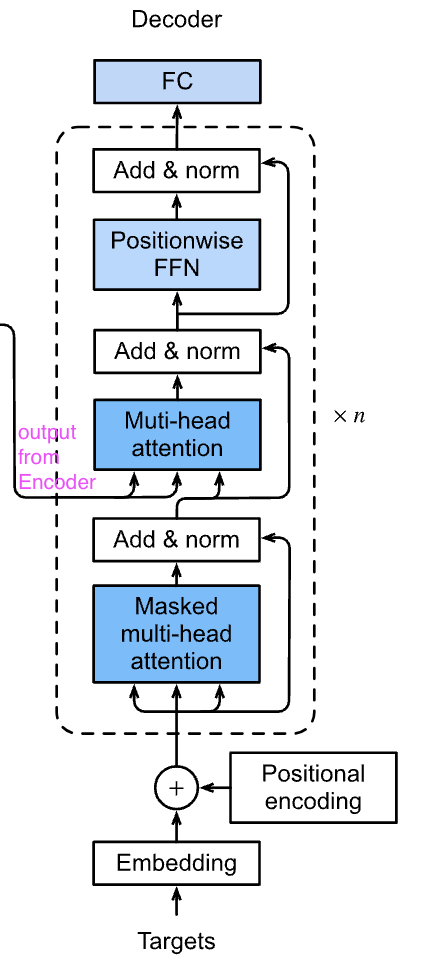 Decoder
FC
Add & norm
Positionwise
FFN
Add & norm
Muti-head
attention
× n
output
from
Encoder
Add & norm
Masked
multi-head
attention
+
Positional
encoding
Embedding
Targets